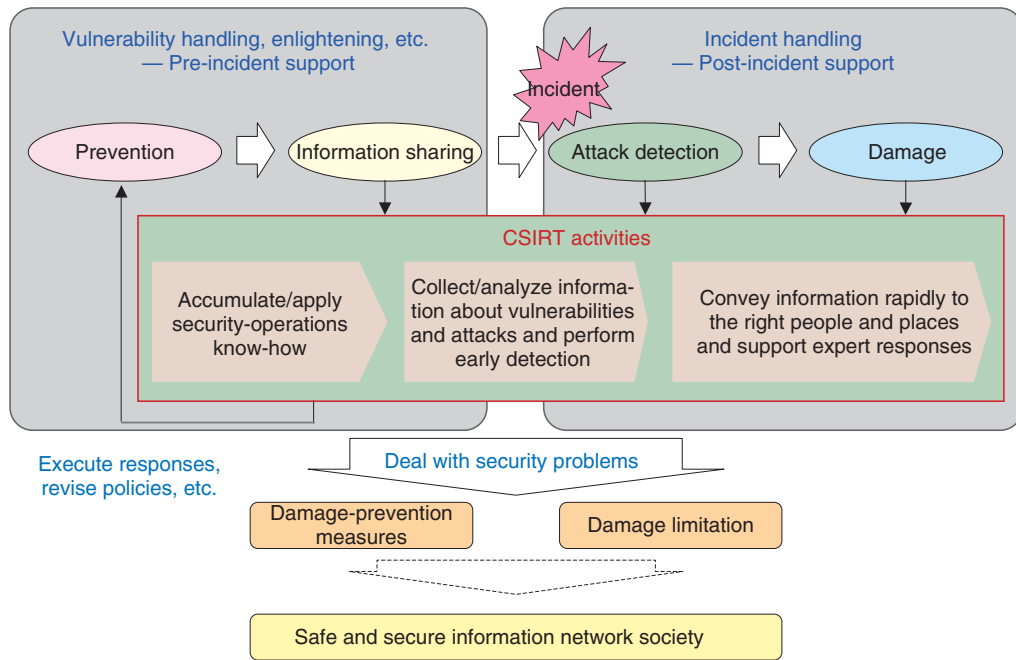 Vulnerability handling, enlightening, etc.
— Pre-incident support
Incident handling
— Post-incident support
Incident
Prevention
Information sharing
Attack detection
Damage
CSIRT activities
Accumulate/apply
security-operations
know-how
Collect/analyze informa-
tion about vulnerabilities
and attacks and perform
early detection
Convey information rapidly to
the right people and places
and support expert responses
Execute responses,
revise policies, etc.
Deal with security problems
Damage-prevention
measures
Damage limitation
Safe and secure information network society